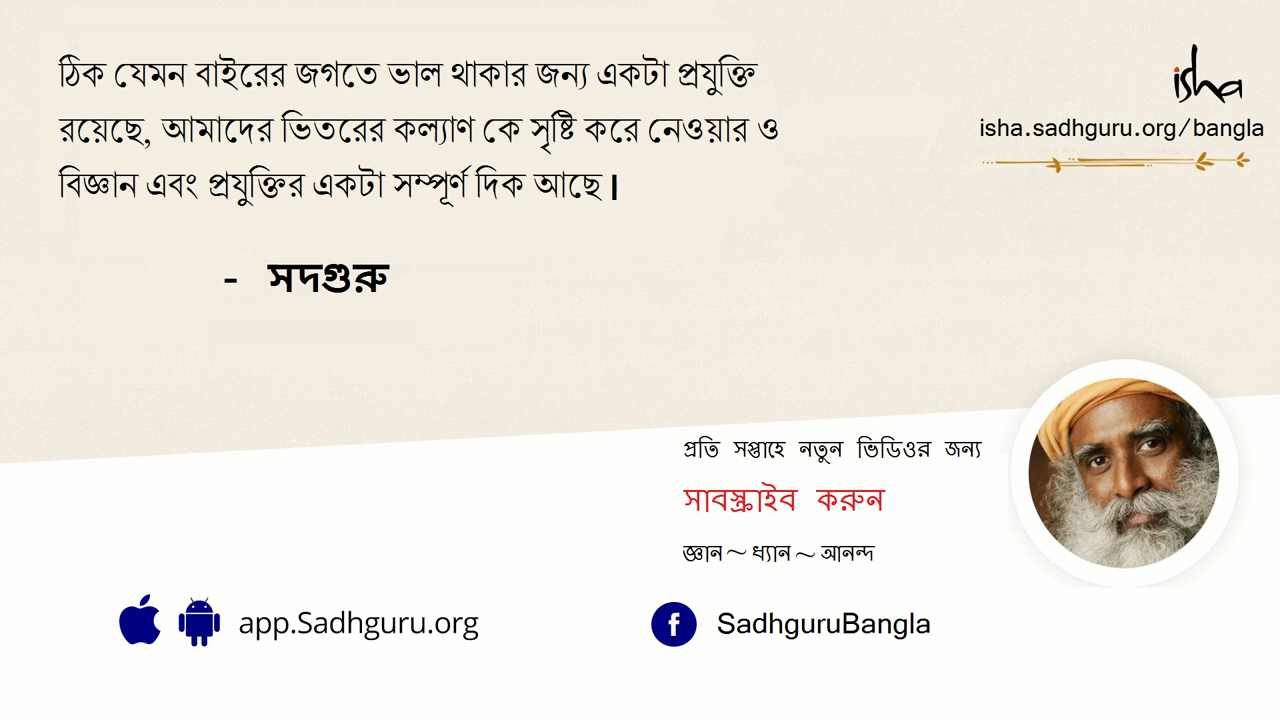 ঠিক যেমন বাইরের জগতে ভাল থাকার জন্য একটা প্রযুক্তি
রয়েছে, আমাদের ভিতরের কল্যাণ কে সৃষ্টি করে নেওয়ার ও
বিজ্ঞান এবং প্রযুক্তির একটা সম্পূর্ণ দিক আছে।
- সদগুরু
isha
isha.sadhguru.org/bangla
প্রতি সপ্তাহে নতুন ভিডিওর জন্য
সাবস্ক্রাইব করুন
জ্ঞান ~ ধ্যান ~ আনন্দ
app.Sadhguru.org
f SadhguruBangla